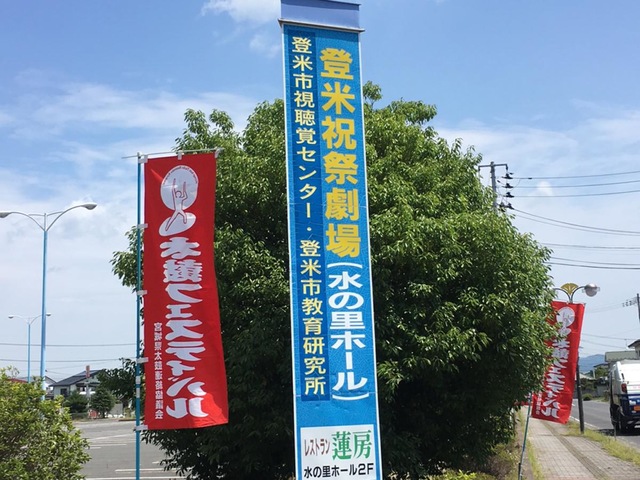 登米祝祭劇場(水の里ホール)
登米市視聴覚センター・登米市教育研究所
レストラン 蓮房
水の里ホール2F
太鼓フェスティバル
宮城県太鼓連絡協議会